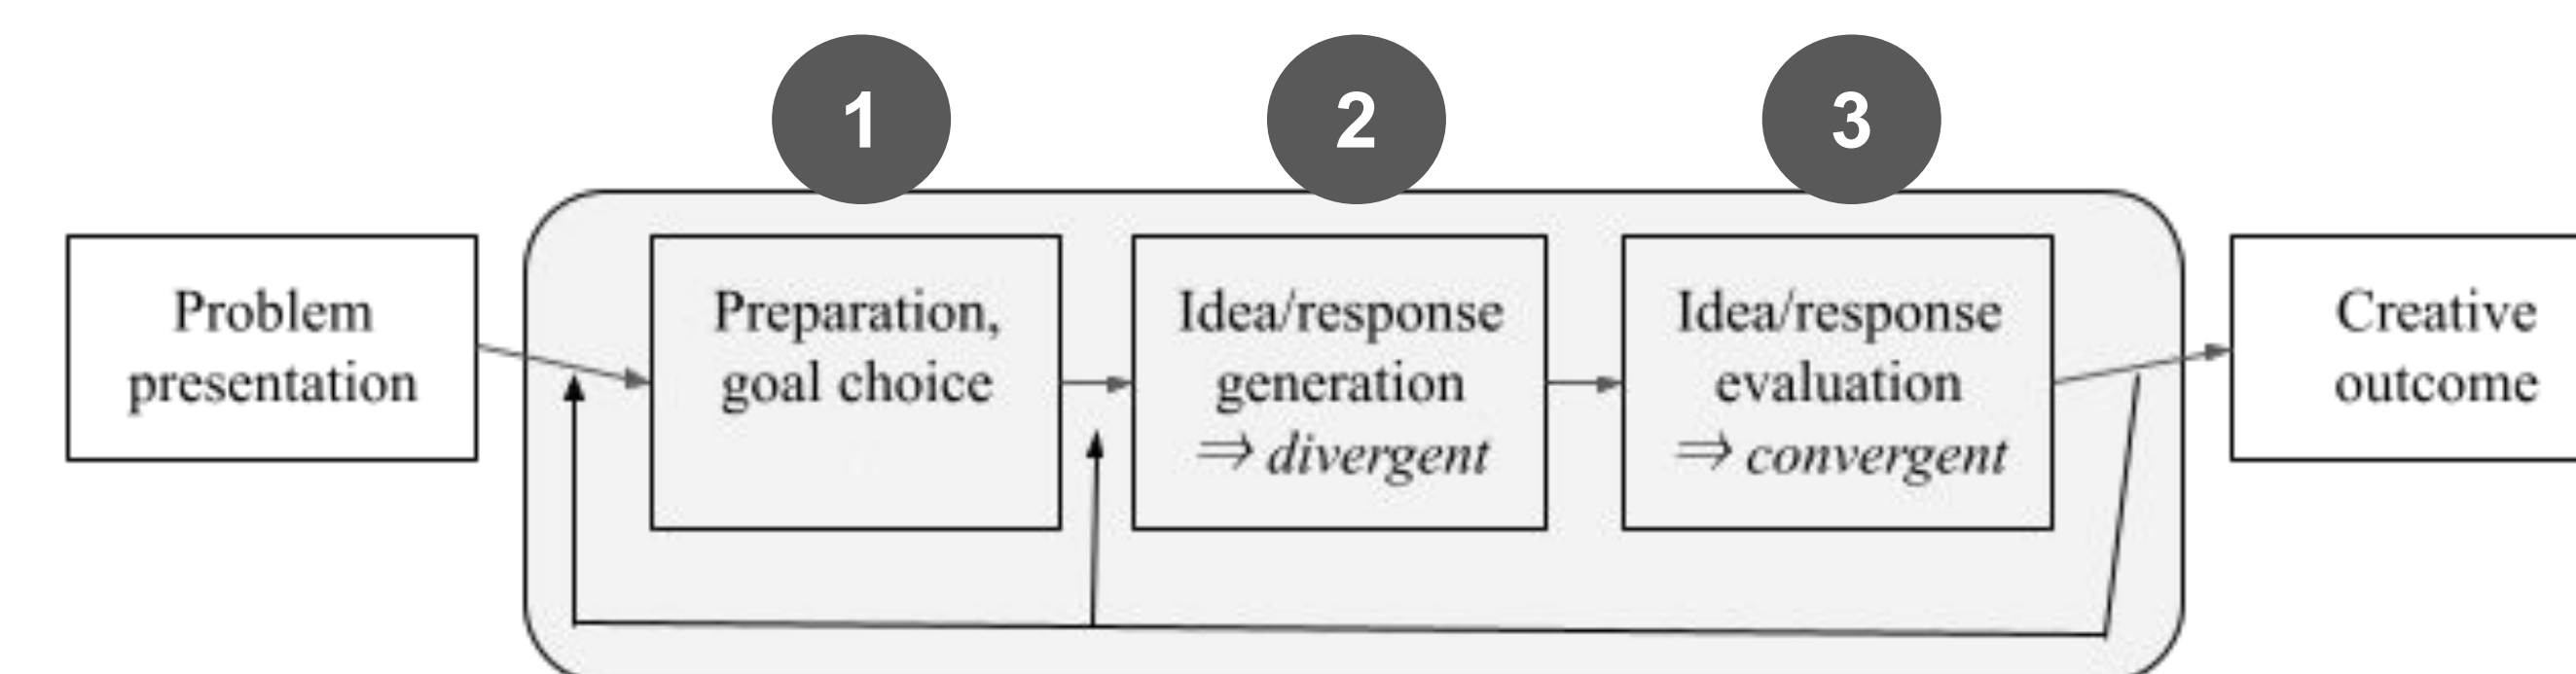 1
2
3
Problem
presentation
Preparation,
goal choice
Idea/response
generation
⇒ divergent
Idea/response
evaluation
⇒ convergent
Creative
outcome